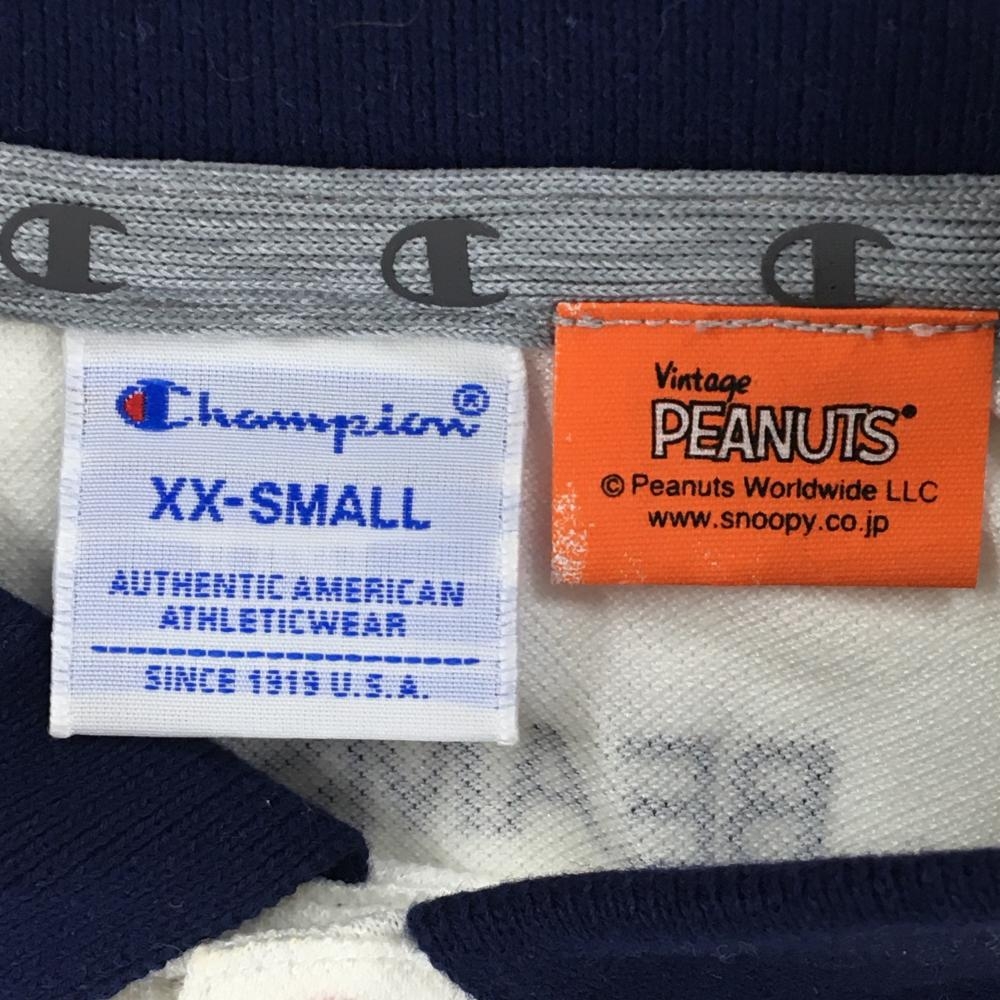 Champion®
XX-SMALL
AUTHENTIC AMERICAN
ATHLETICWEAR
SINCE 1919 U.S.A.
Vintage
PEANUTS
© Peanuts Worldwide LLC
www.snoopy.co.jp